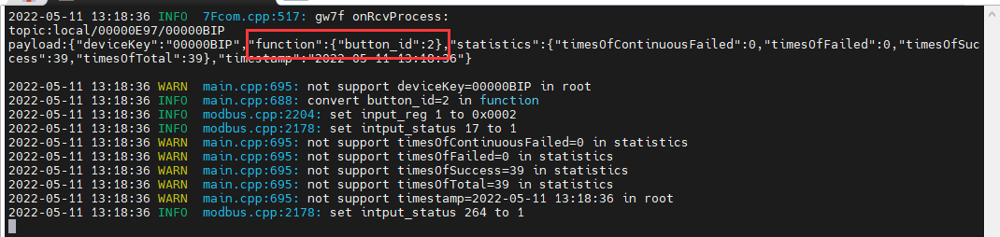 2022-05-11 13:18:36 INFO  7Fcom.cpp:517: gw7f onRcvProcess:
topic:local/00000E97/00000BIP
payload:{"deviceKey":"00000BIP","function":{"button_id":2},"statistics":{"timesOfContinuousFailed":0,"timesOfFailed":0,"timesOfSuc
cess":39,"timesOfTotal":39},"timestamp":"2022-05-11 13:18:36"}
2022-05-11 13:18:36 WARN  main.cpp:695: not support deviceKey=00000BIP in root
2022-05-11 13:18:36 INFO  main.cpp:688: convert button_id=2 in function
2022-05-11 13:18:36 INFO  modbus.cpp:2204: set input_reg 1 to 0x0002
2022-05-11 13:18:36 INFO  modbus.cpp:2178: set intput_status 17 to 1
2022-05-11 13:18:36 WARN  main.cpp:695: not support timesOfContinuousFailed=0 in statistics
2022-05-11 13:18:36 WARN  main.cpp:695: not support timesOfFailed=0 in statistics
2022-05-11 13:18:36 WARN  main.cpp:695: not support timesOfSuccess=39 in statistics
2022-05-11 13:18:36 WARN  main.cpp:695: not support timesOfTotal=39 in statistics
2022-05-11 13:18:36 WARN  main.cpp:695: not support timestamp=2022-05-11 13:18:36 in root
2022-05-11 13:18:36 INFO  modbus.cpp:2178: set intput_status 264 to 1